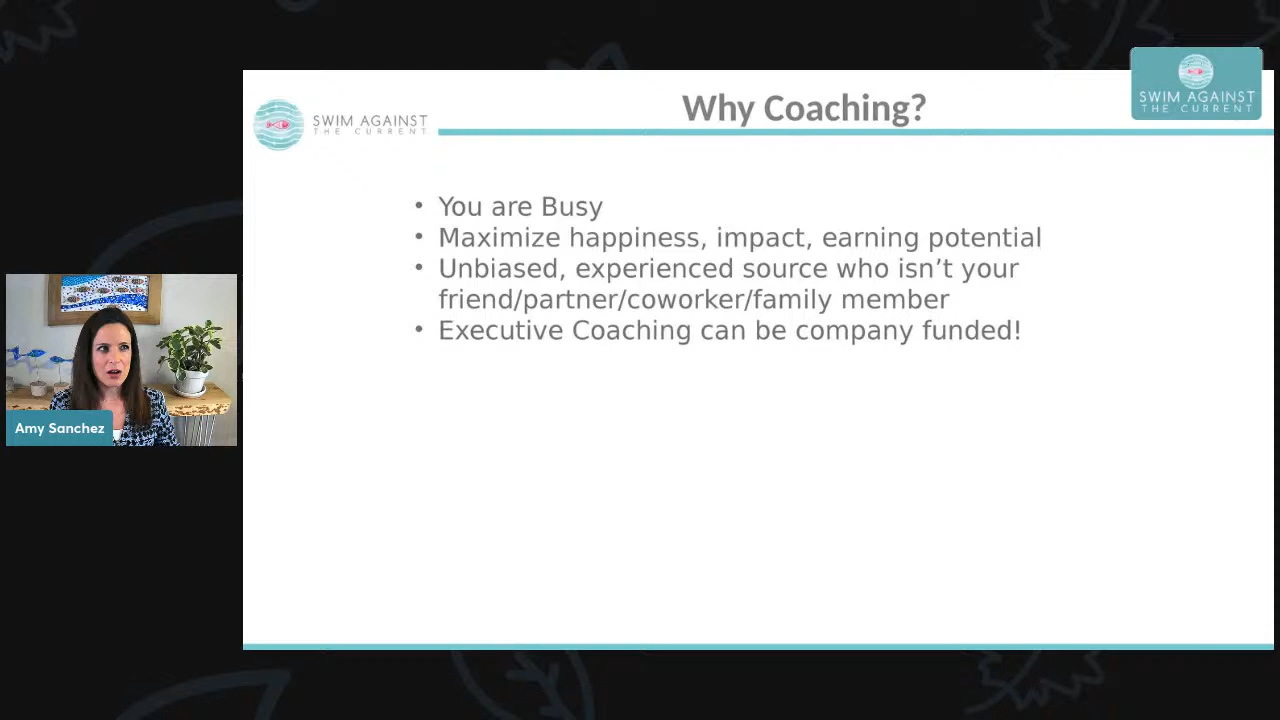 Why Coaching?
SWIM AGAINST
THE CURRENT
SWIM AGAINST
THE CURRENT
• You are Busy
• Maximize happiness, impact, earning potential
• Unbiased, experienced source who isn’t your
friend/partner/coworker/family member
• Executive Coaching can be company funded!
Amy Sanchez